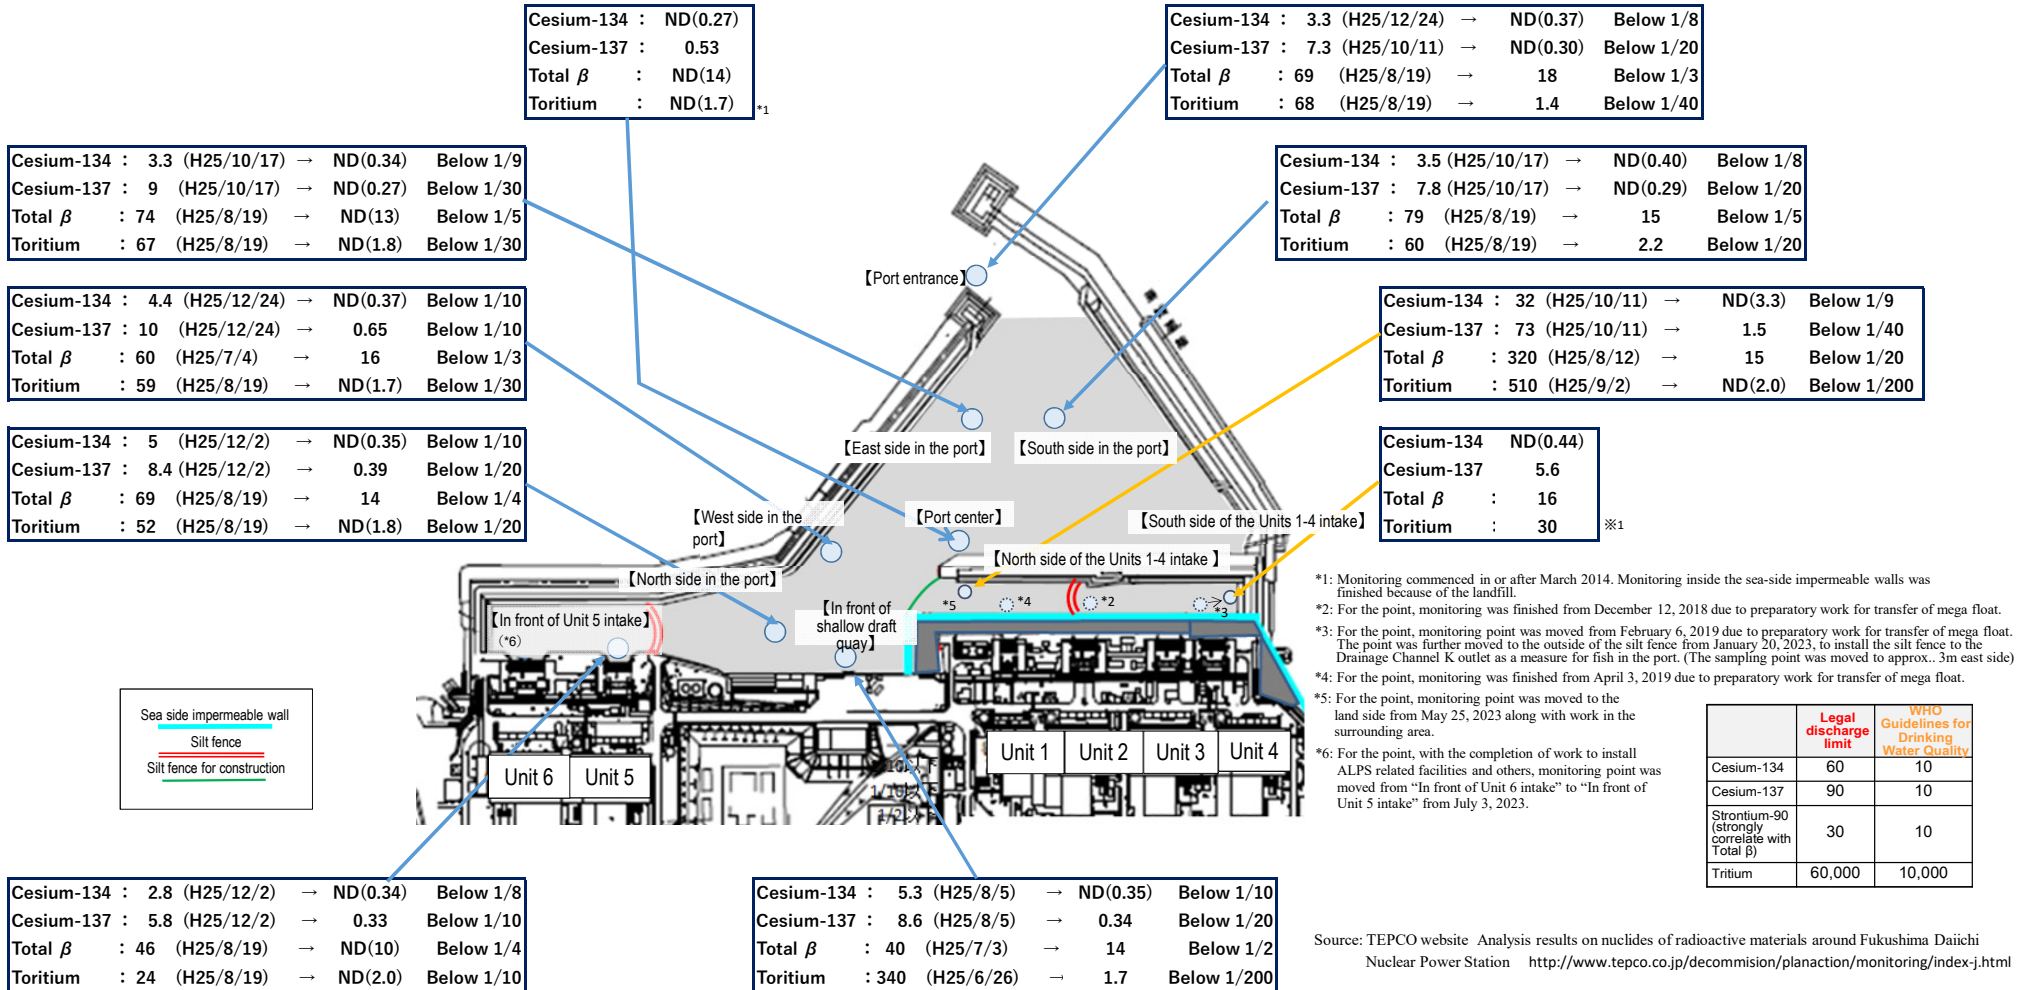 Cesium-134 : ND(0.27)
Cesium-137 : 0.53
Total β : ND(14)
Toritium : ND(1.7) *1
Cesium-134 : 3.3 (H25/12/24) → ND(0.37) Below 1/8
Cesium-137 : 7.3 (H25/10/11) → ND(0.30) Below 1/20
Total β : 69 (H25/8/19) → 18 Below 1/3
Toritium : 68 (H25/8/19) → 1.4 Below 1/40
Cesium-134 : 3.3 (H25/10/17) → ND(0.34) Below 1/9
Cesium-137 : 9 (H25/10/17) → ND(0.27) Below 1/30
Total β : 74 (H25/8/19) → ND(13) Below 1/5
Toritium : 67 (H25/8/19) → ND(1.8) Below 1/30
Cesium-134 : 3.5 (H25/10/17) → ND(0.40) Below 1/8
Cesium-137 : 7.8 (H25/10/17) → ND(0.29) Below 1/20
Total β : 79 (H25/8/19) → 15 Below 1/5
Toritium : 60 (H25/8/19) → 2.2 Below 1/20
Cesium-134 : 4.4 (H25/12/24) → ND(0.37) Below 1/10
Cesium-137 : 10 (H25/12/24) → 0.65 Below 1/10
Total β : 60 (H25/7/4) → 16 Below 1/3
Toritium : 59 (H25/8/19) → ND(1.7) Below 1/30
Cesium-134 : 32 (H25/10/11) → ND(3.3) Below 1/9
Cesium-137 : 73 (H25/10/11) → 1.5 Below 1/40
Total β : 320 (H25/8/12) → 15 Below 1/20
Toritium : 510 (H25/9/2) → ND(2.0) Below 1/200
Cesium-134 : 5 (H25/12/2) → ND(0.35) Below 1/10
Cesium-137 : 8.4 (H25/12/2) → 0.39 Below 1/20
Total β : 69 (H25/8/19) → 14 Below 1/4
Toritium : 52 (H25/8/19) → ND(1.8) Below 1/20
Cesium-134 ND(0.44)
Cesium-137 5.6
Total β : 16
Toritium : 30 ※1
【Port entrance】
【East side in the port】
【South side in the port】
【West side in the
port】
【Port center】
【South side of the Units 1-4 intake】
【North side of the Units 1-4 intake 】
【North side in the port】
*5 *4 *2 *3
【In front of Unit 5 intake】
(*6)
【In front of
shallow draft
quay】
Unit 1 Unit 2 Unit 3 Unit 4
Unit 6 Unit 5
1/10以下
1/2以
Sea side impermeable wall
Silt fence
Silt fence for construction
*1: Monitoring commenced in or after March 2014. Monitoring inside the sea-side impermeable walls was
finished because of the landfill.
*2: For the point, monitoring was finished from December 12, 2018 due to preparatory work for transfer of mega float.
*3: For the point, monitoring point was moved from February 6, 2019 due to preparatory work for transfer of mega float.
The point was further moved to the outside of the silt fence from January 20, 2023, to install the silt fence to the
Drainage Channel K outlet as a measure for fish in the port. (The sampling point was moved to approx.. 3m east side)
*4: For the point, monitoring was finished from April 3, 2019 due to preparatory work for transfer of mega float.
*5: For the point, monitoring point was moved to the
land side from May 25, 2023 along with work in the
surrounding area.
*6: For the point, with the completion of work to install
ALPS related facilities and others, monitoring point was
moved from “In front of Unit 6 intake” to “In front of
Unit 5 intake” from July 3, 2023.
Legal
discharge
limit
WHO
Guidelines for
Drinking
Water Quality
Cesium-134 60 10
Cesium-137 90 10
Strontium-90
(strongly
correlate with
Total β) 30 10
Tritium 60,000 10,000
Cesium-134 : 2.8 (H25/12/2) → ND(0.34) Below 1/8
Cesium-137 : 5.8 (H25/12/2) → 0.33 Below 1/10
Total β : 46 (H25/8/19) → ND(10) Below 1/4
Toritium : 24 (H25/8/19) → ND(2.0) Below 1/10
Cesium-134 : 5.3 (H25/8/5) → ND(0.35) Below 1/10
Cesium-137 : 8.6 (H25/8/5) → 0.34 Below 1/20
Total β : 40 (H25/7/3) → 14 Below 1/2
Toritium : 340 (H25/6/26) → 1.7 Below 1/200
Source: TEPCO website Analysis results on nuclides of radioactive materials around Fukushima Daiichi
Nuclear Power Station http://www.tepco.co.jp/decommision/planaction/monitoring/index-j.html